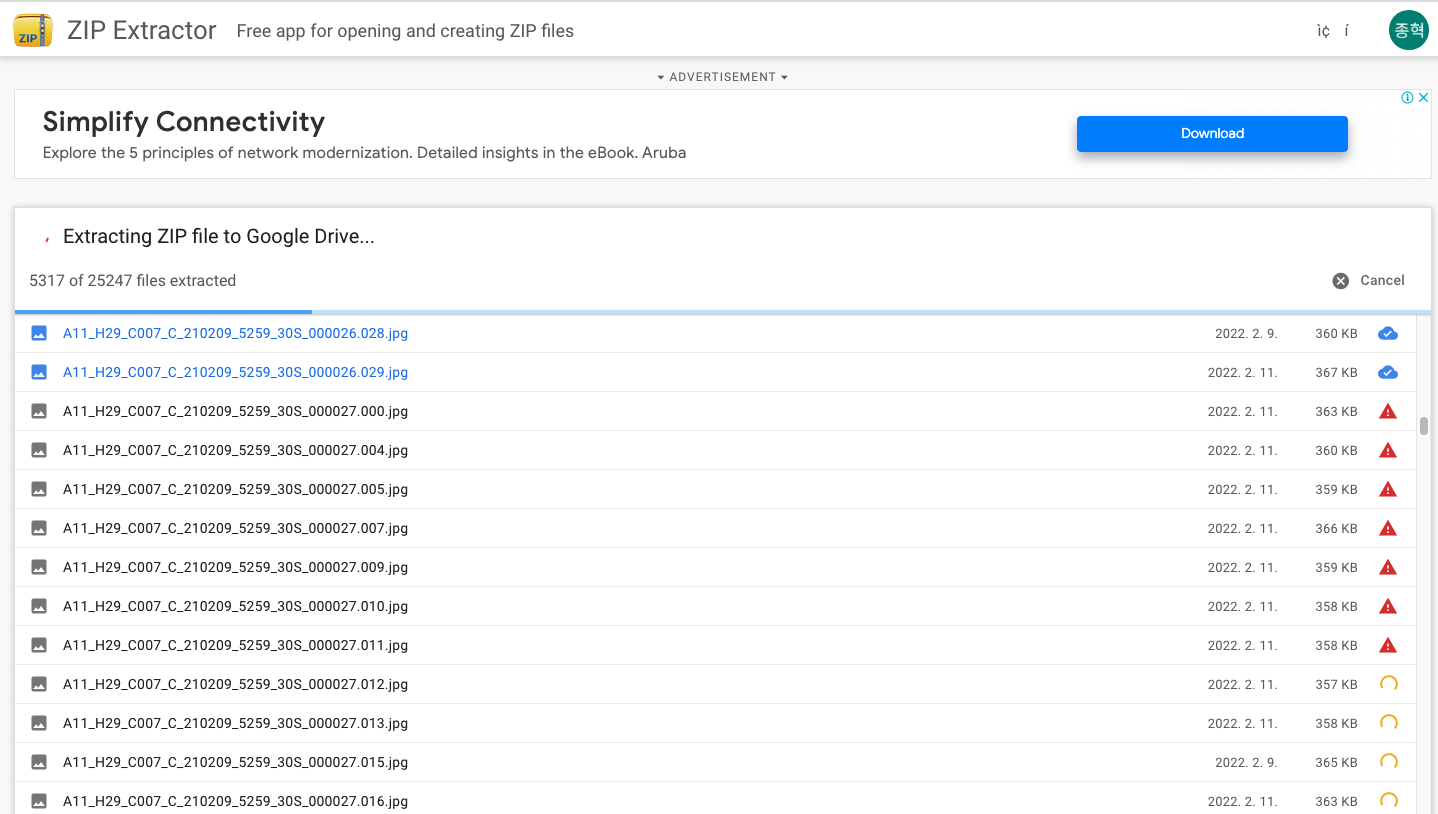 ZIP
ZIP Extractor Free app for opening and creating ZIP files ì¢ í 종혁
ADVERTISEMENT
Simplify Connectivity
Explore the 5 principles of network modernization. Detailed insights in the eBook. Aruba
Download
Extracting ZIP file to Google Drive...
5317 of 25247 files extracted Cancel
A11_H29_C007_C_210209_5259_30S_000026.028.jpg 2022. 2. 9. 360 KB
A11_H29_C007_C_210209_5259_30S_000026.029.jpg 2022. 2. 11. 367 KB
A11_H29_C007_C_210209_5259_30S_000027.000.jpg 2022. 2. 11. 363 KB
A11_H29_C007_C_210209_5259_30S_000027.004.jpg 2022. 2. 11. 360 KB
A11_H29_C007_C_210209_5259_30S_000027.005.jpg 2022. 2. 11. 359 KB
A11_H29_C007_C_210209_5259_30S_000027.007.jpg 2022. 2. 11. 366 KB
A11_H29_C007_C_210209_5259_30S_000027.009.jpg 2022. 2. 11. 359 KB
A11_H29_C007_C_210209_5259_30S_000027.010.jpg 2022. 2. 11. 358 KB
A11_H29_C007_C_210209_5259_30S_000027.011.jpg 2022. 2. 11. 358 KB
A11_H29_C007_C_210209_5259_30S_000027.012.jpg 2022. 2. 11. 357 KB
A11_H29_C007_C_210209_5259_30S_000027.013.jpg 2022. 2. 11. 358 KB
A11_H29_C007_C_210209_5259_30S_000027.015.jpg 2022. 2. 9. 365 KB
A11_H29_C007_C_210209_5259_30S_000027.016.jpg 2022. 2. 11. 363 KB